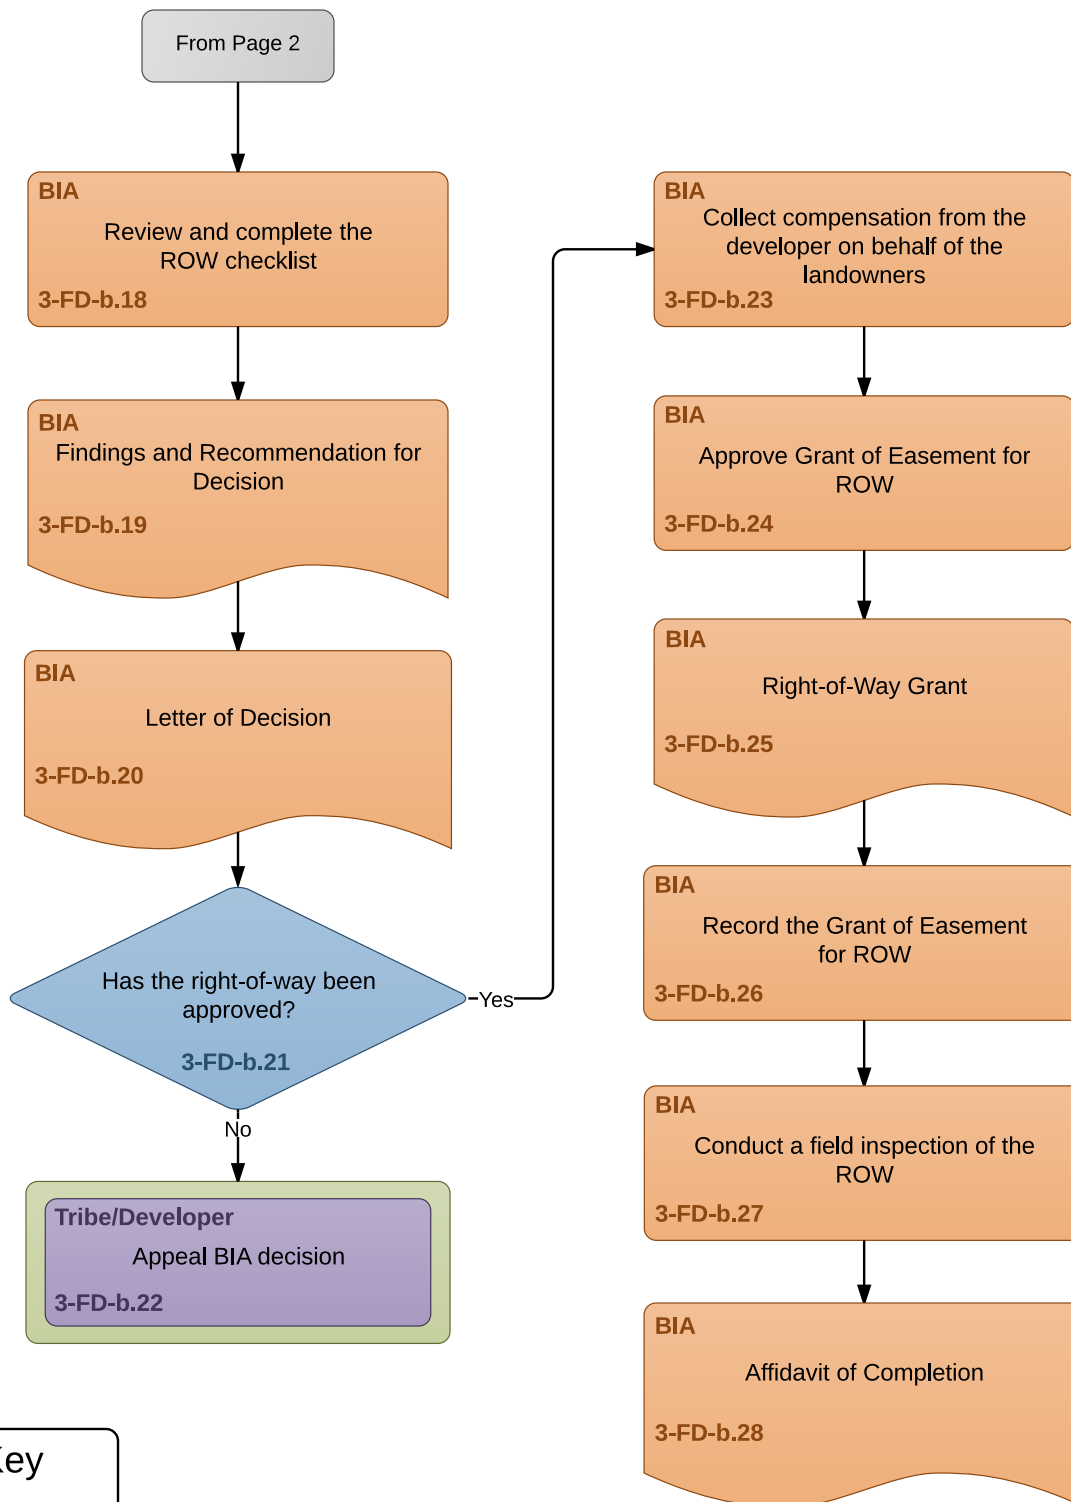 From Page 2
BIA
Review and complete the
ROW checklist
3-FD-b.18
BIA
Findings and Recommendation for
Decision
3-FD-b.19
BIA
Letter of Decision
3-FD-b.20
Has the right-of-way been
approved?
3-FD-b.21
Yes
No
Tribe/Developer
Appeal BIA decision
3-FD-b.22
BIA
Collect compensation from the
developer on behalf of the
landowners
3-FD-b.23
BIA
Approve Grant of Easement for
ROW
3-FD-b.24
BIA
Right-of-Way Grant
3-FD-b.25
BIA
Record the Grant of Easement
for ROW
3-FD-b.26
BIA
Conduct a field inspection of the
ROW
3-FD-b.27
BIA
Affidavit of Completion
3-FD-b.28
Key